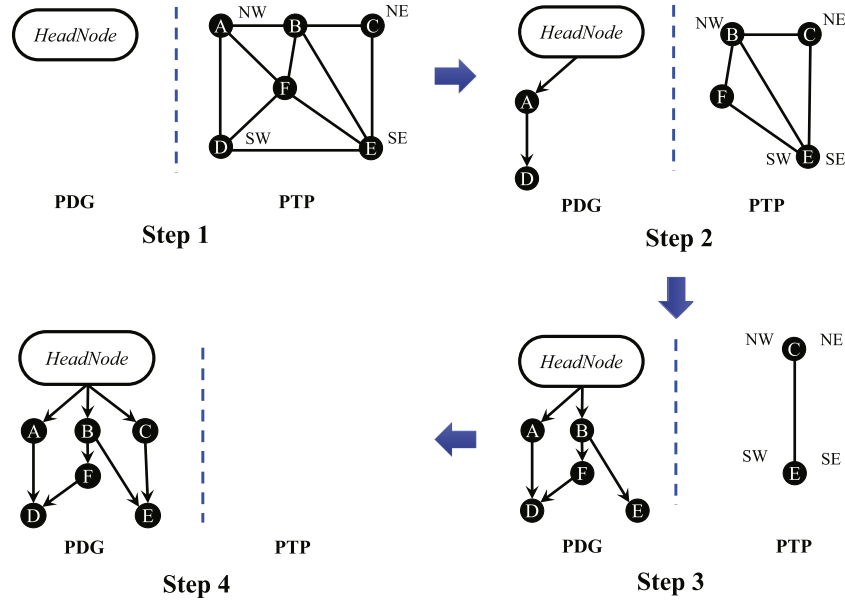 HeadNode
NW
A
B
C
NE
F
D
SW
E
SE
PDG
PTP
Step 1
HeadNode
A
D
NW
B
C
NE
F
SW
E
SE
PDG
PTP
Step 2
HeadNode
A
B
C
F
D
E
PDG
PTP
Step 4
HeadNode
A
B
F
D
E
NW
C
NE
SW
E
SE
PDG
PTP
Step 3